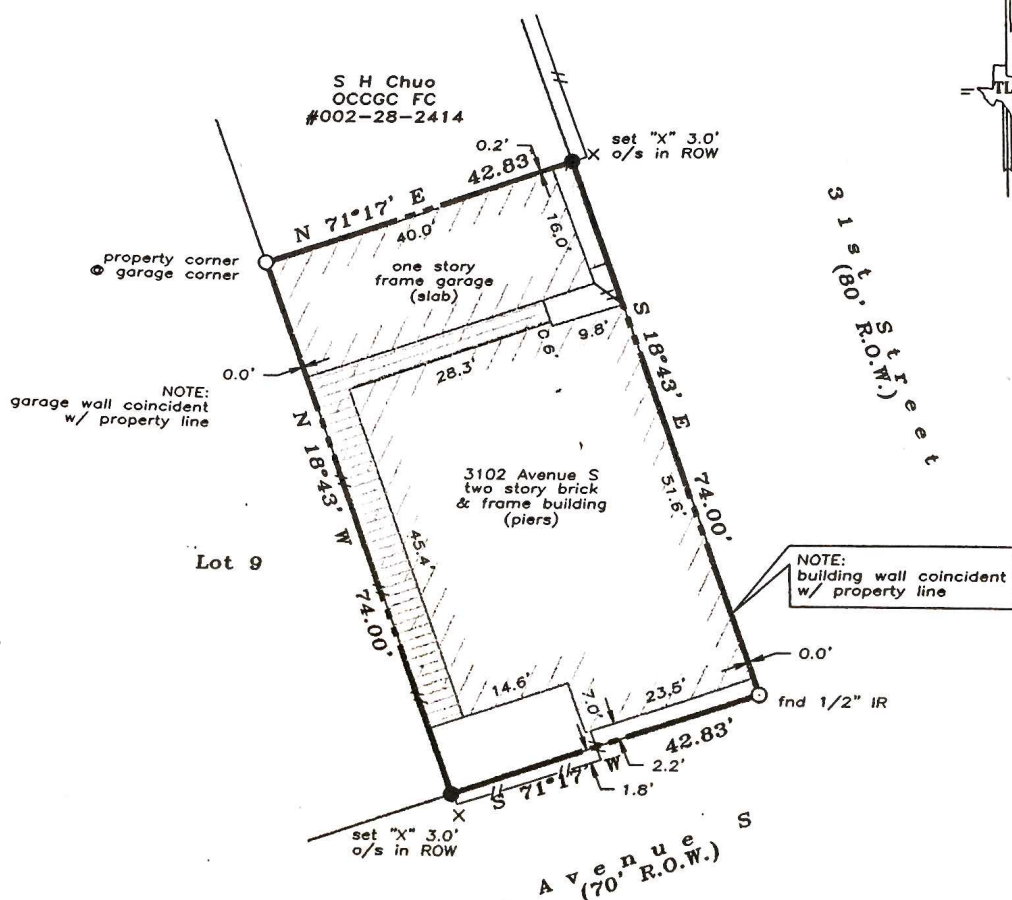 S H Chuo
OCCGC FC
#002-28-2414
TL
set "X" 3.0'
o/s in ROW
0.2'
N 71°17' E 42.83
40.0'
16.0'
property corner
@ garage corner
one story
frame garage
(slab)
31st Street
(80' R.O.W.)
9.8'
0.6'
28.3'
0.0'
NOTE:
garage wall coincident
w/ property line
N 18°43' W 74.00'
S 18°43' E 74.00'
3102 Avenue S
two story brick
& frame building
(piers)
51.6'
45.4'
Lot 9
NOTE:
building wall coincident
w/ property line
0.0'
14.6'
7.0'
23.5'
fnd 1/2" IR
S 71°17' W 42.83'
2.2'
1.8'
set "X" 3.0'
o/s in ROW
Avenue S
(70' R.O.W.)